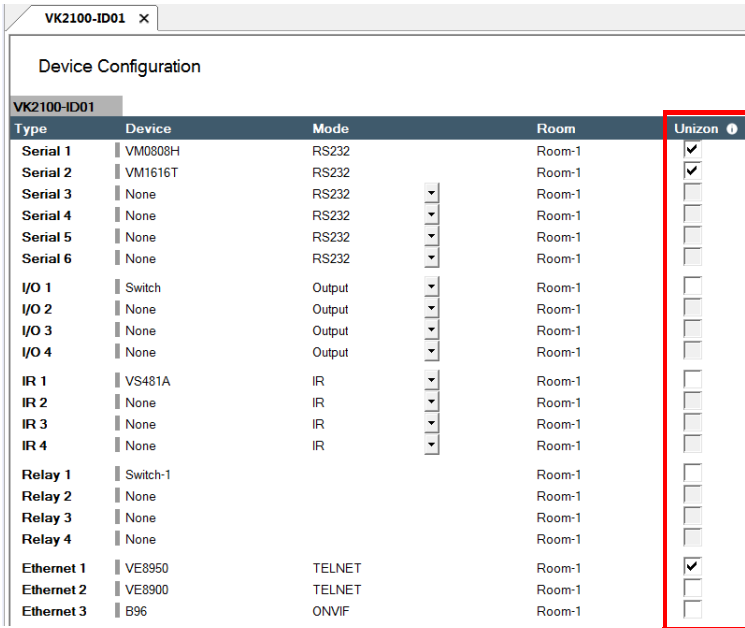 VK2100-ID01 ×
Device Configuration
VK2100-ID01
Type Device Mode Room Unizon
Serial 1 VM0808H RS232 Room-1
Serial 2 VM1616T RS232 Room-1
Serial 3 None RS232 Room-1
Serial 4 None RS232 Room-1
Serial 5 None RS232 Room-1
Serial 6 None RS232 Room-1
I/O 1 Switch Output Room-1
I/O 2 None Output Room-1
I/O 3 None Output Room-1
I/O 4 None Output Room-1
IR 1 VS481A IR Room-1
IR 2 None IR Room-1
IR 3 None IR Room-1
IR 4 None IR Room-1
Relay 1 Switch-1 Room-1
Relay 2 None Room-1
Relay 3 None Room-1
Relay 4 None Room-1
Ethernet 1 VE8950 TELNET Room-1
Ethernet 2 VE8900 TELNET Room-1
Ethernet 3 B96 ONVIF Room-1